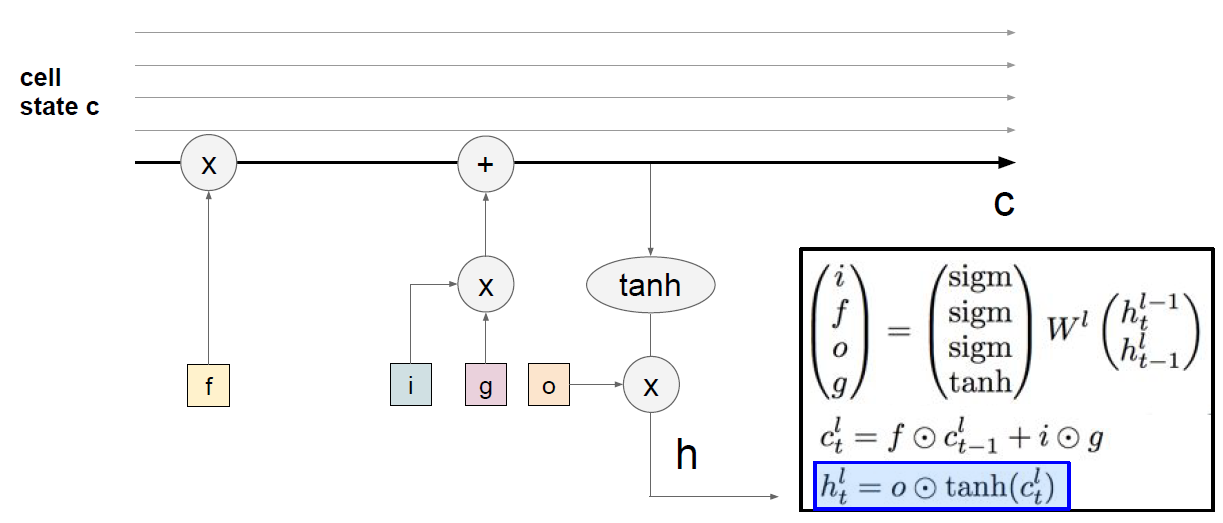 cell
state c
x
+
c
x
tanh
f
i
g
o
x
h
i
f
o
g
=
sigm
sigm
sigm
tanh
W^l
h_t^{l-1}
h_{t-1}^l
c_t^l = f ⊙ c_{t-1}^l + i ⊙ g
h_t^l = o ⊙ tanh(c_t^l)